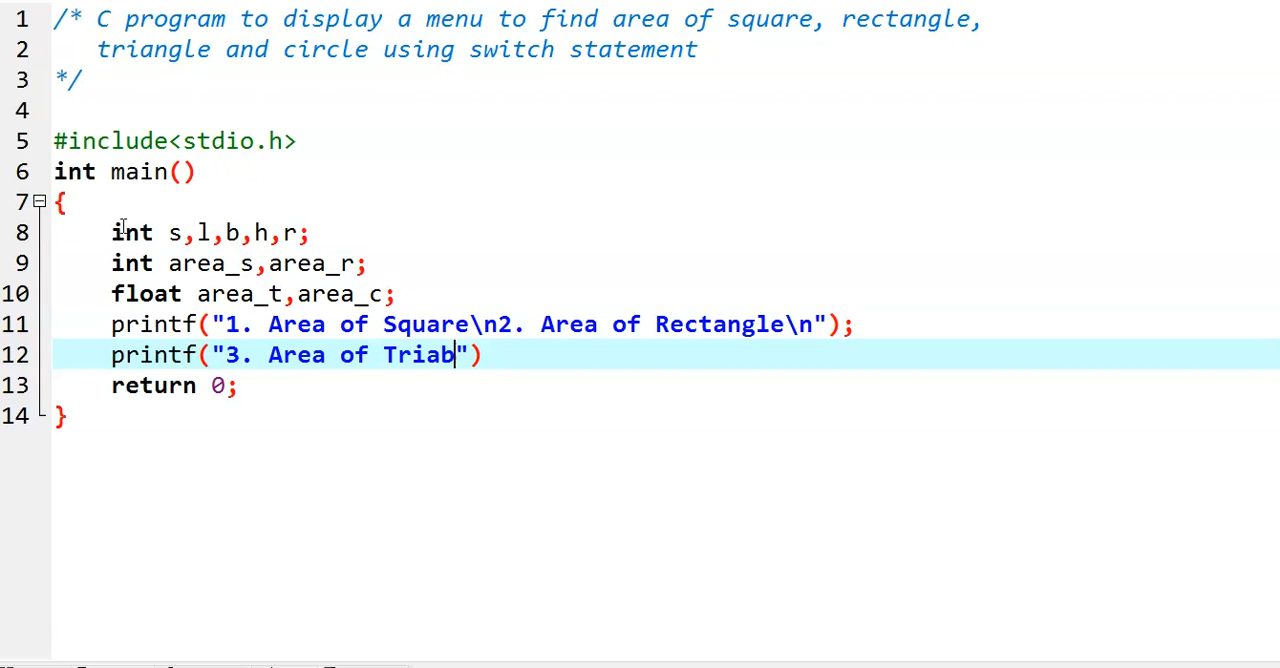 1 /* C program to display a menu to find area of square, rectangle,
2 triangle and circle using switch statement
3 */
4
5 #include<stdio.h>
6 int main()
7 {
8 int s,l,b,h,r;
9 int area_s,area_r;
10 float area_t,area_c;
11 printf("1. Area of Square\n2. Area of Rectangle\n");
12 printf("3. Area of Triab")
13 return 0;
14 }